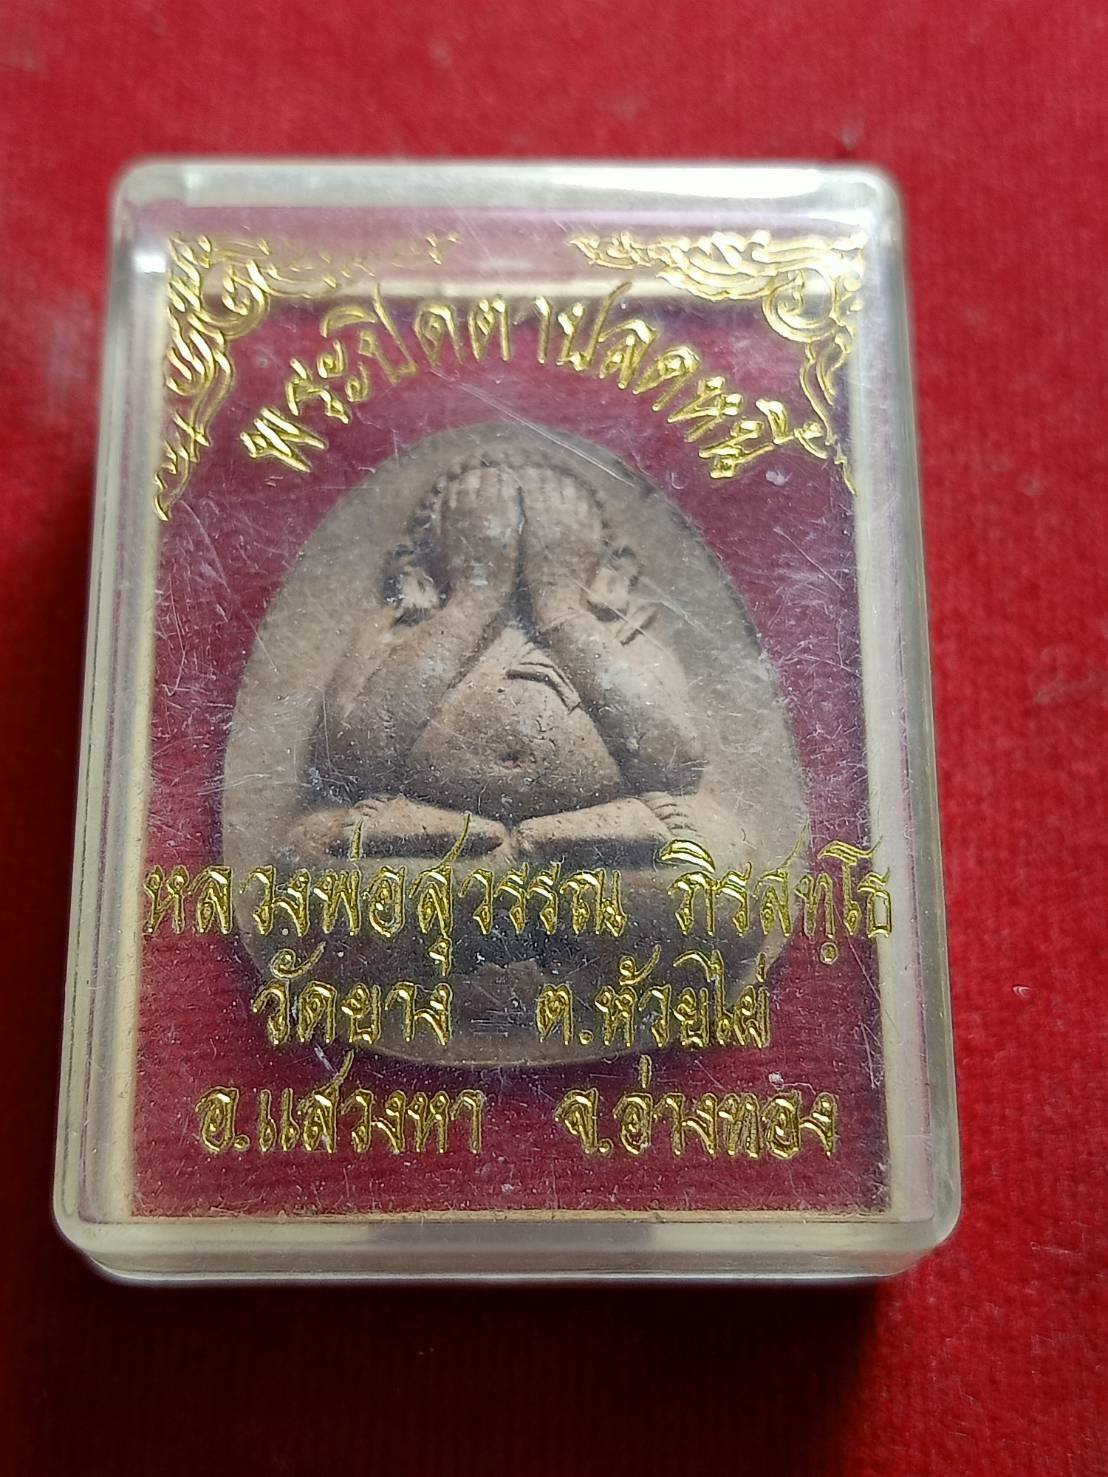 พระปิดตาปลดหนี้
หลวงพ่อสุวรรณ ภิรสทฺโธ
วัดยาง ต.ห้วยไผ่
อ.แสวงหา จ.อ่างทอง